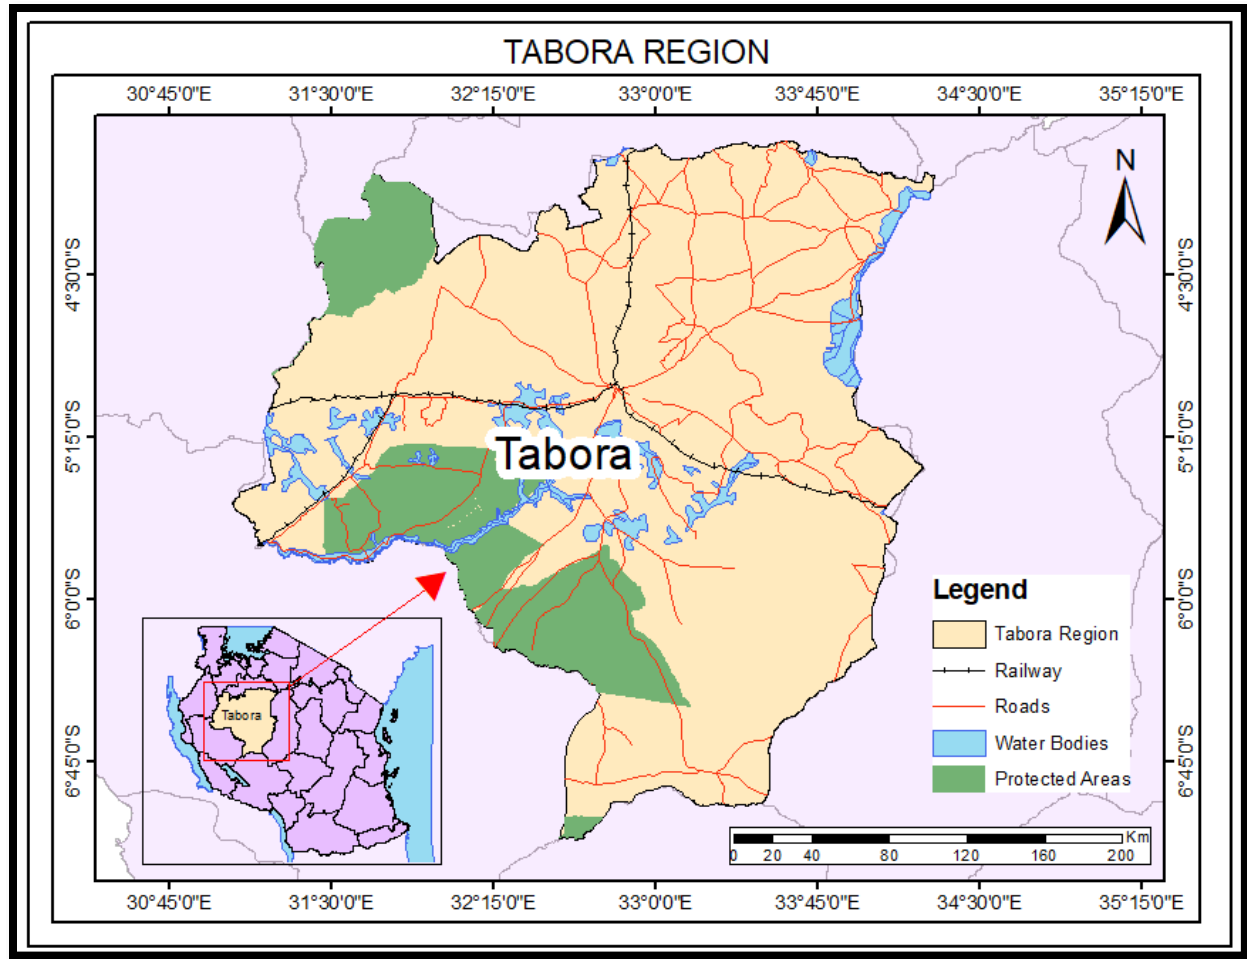 TABORA REGION
30°45'0"E 31°30'0"E 32°15'0"E 33°0'0"E 33°45'0"E 34°30'0"E 35°15'0"E
N
4°30'0"S 4°30'0"S
5°15'0"S 5°15'0"S
Tabora
6°0'0"S 6°0'0"S
Legend
Tabora Region
Railway
Roads
Water Bodies
Protected Areas
Tabora
6°45'0"S 6°45'0"S
Km
0 20 40 80 120 160 200
30°45'0"E 31°30'0"E 32°15'0"E 33°0'0"E 33°45'0"E 34°30'0"E 35°15'0"E